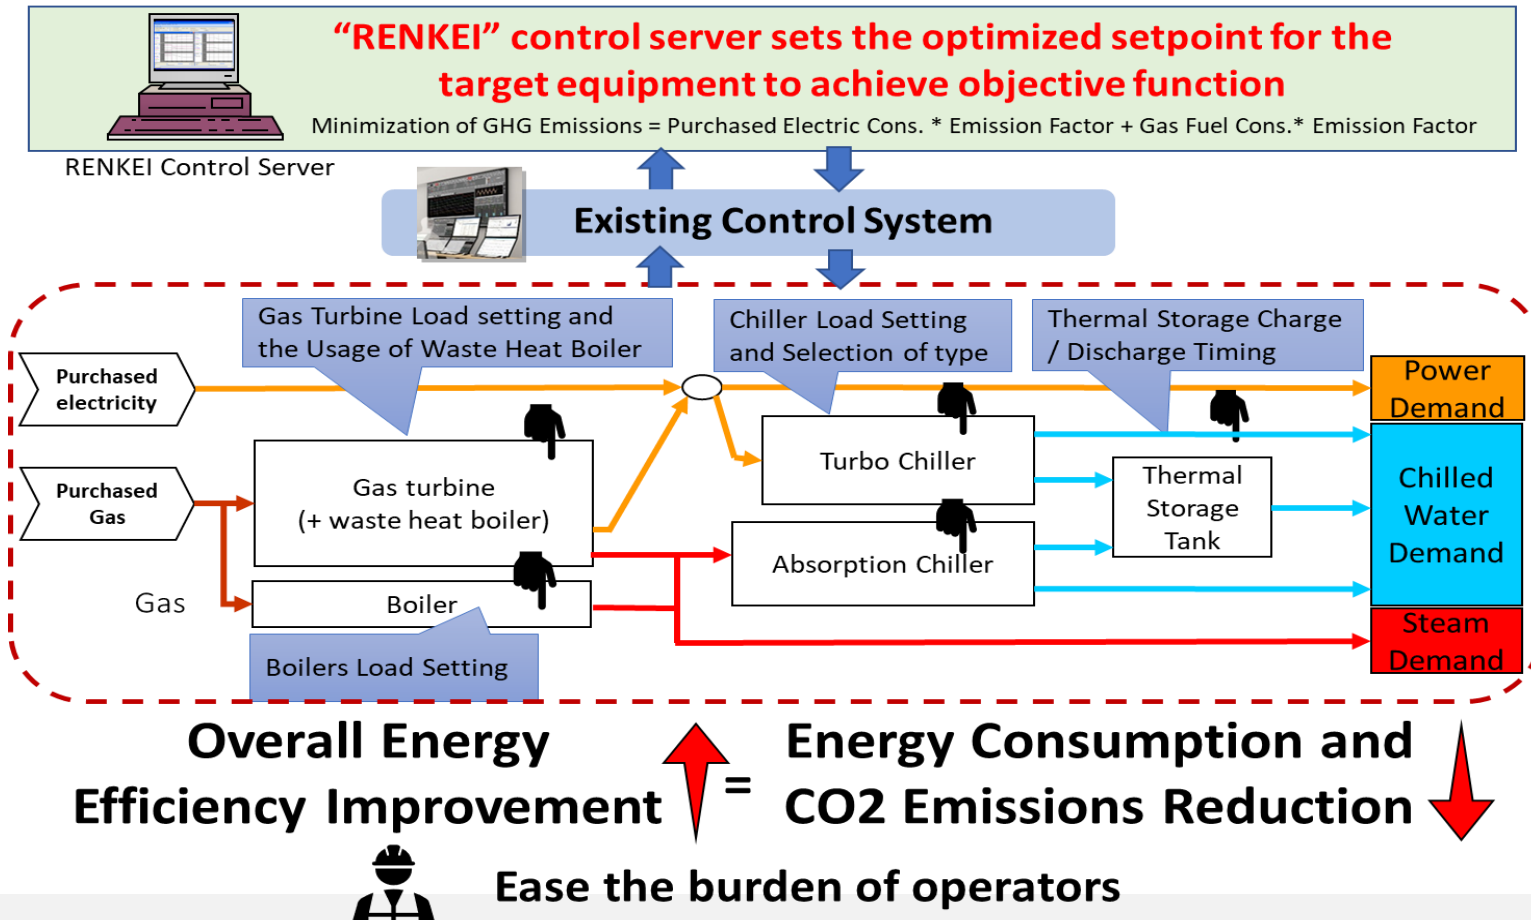 “RENKEI” control server sets the optimized setpoint for the
target equipment to achieve objective function
Minimization of GHG Emissions = Purchased Electric Cons. * Emission Factor + Gas Fuel Cons.* Emission Factor
RENKEI Control Server
Existing Control System
Gas Turbine Load setting and
the Usage of Waste Heat Boiler
Chiller Load Setting
and Selection of type
Thermal Storage Charge
/ Discharge Timing
Purchased
electricity
Power
Demand
Turbo Chiller
Purchased
Gas
Gas turbine
(+ waste heat boiler)
Thermal
Storage
Tank
Chilled
Water
Demand
Absorption Chiller
Gas
Boiler
Steam
Demand
Boilers Load Setting
Overall Energy
Efficiency Improvement
=
Energy Consumption and
CO2 Emissions Reduction
Ease the burden of operators